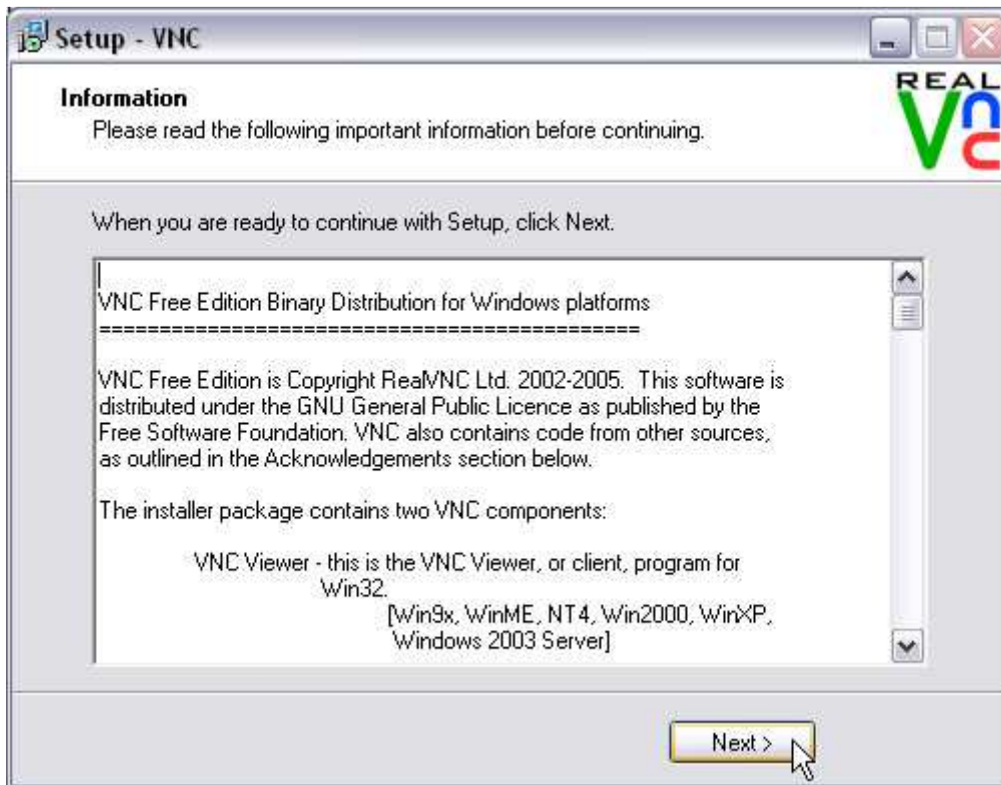 Setup - VNC
Information
Please read the following important information before continuing.
REAL
Vnc
When you are ready to continue with Setup, click Next.
VNC Free Edition Binary Distribution for Windows platforms
=============================================
VNC Free Edition is Copyright RealVNC Ltd. 2002-2005.  This software is
distributed under the GNU General Public Licence as published by the
Free Software Foundation. VNC also contains code from other sources,
as outlined in the Acknowledgements section below.
The installer package contains two VNC components:
VNC Viewer - this is the VNC Viewer, or client, program for
Win32.
[Win9x, WinME, NT4, Win2000, WinXP,
Windows 2003 Server]
Next >